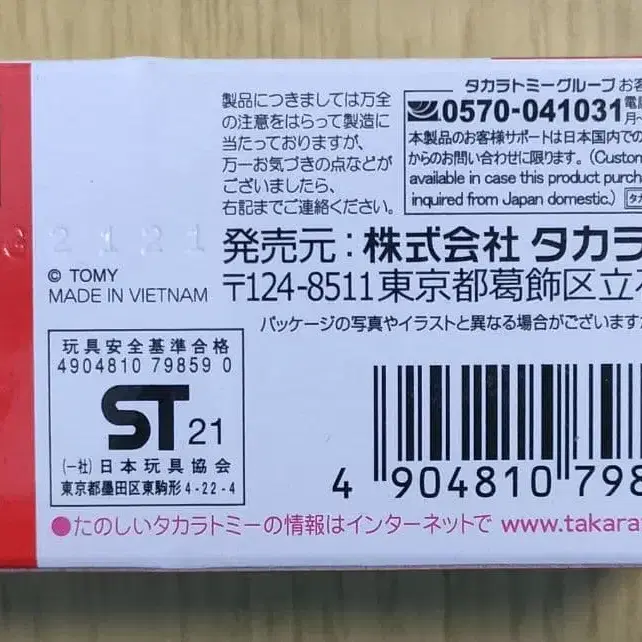 製品につきましては万全
の注意をはらって製造に
当たっておりますが、
万一お気づきの点などが
ございましたら、
右記までご連絡ください。
タカラトミーグループお客
0570-041031
月~
本製品のお客様サポートは日本国内での
からのお問い合わせに限ります。(Custom
available in case this product purch
inquired from Japan domestic.)
2121
発売元:株式会社 タカラ
© TOMY
MADE IN VIETNAM
〒124-8511東京都葛飾区立
パッケージの写真やイラストと異なる場合がございますが
玩具安全基準合格
4904810 79859 0
ST 21
(一社)日本玩具協会
東京都墨田区東駒形4-22-4
4 904810 798
●たのしいタカラトミーの情報はインターネットで www.takara